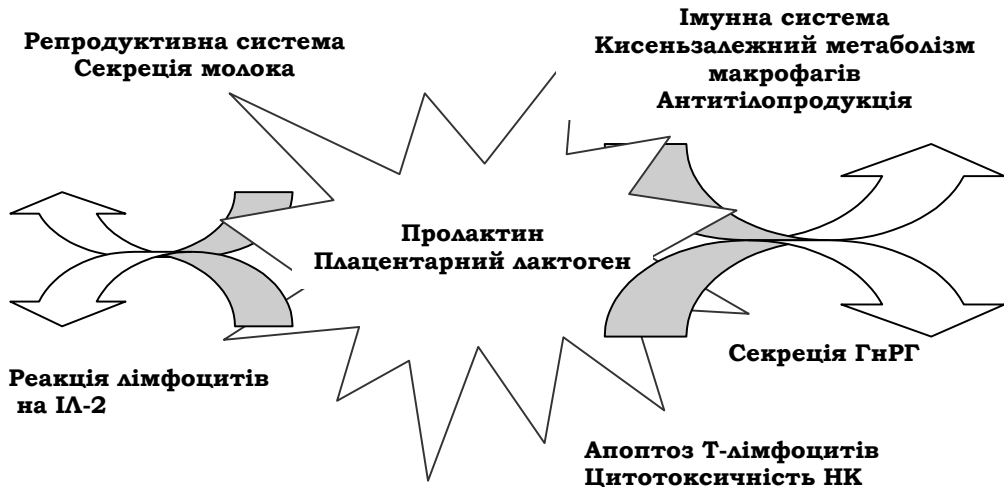 Репродуктивна система
Секреція молока
Імунна система
Кисеньзалежний метаболізм
макрофагів
Антитілопродукція
Пролактин
Плацентарний лактоген
Реакція лімфоцитів
на ІЛ-2
Секреція ГнРГ
Апоптоз Т-лімфоцитів
Цитотоксичність НК